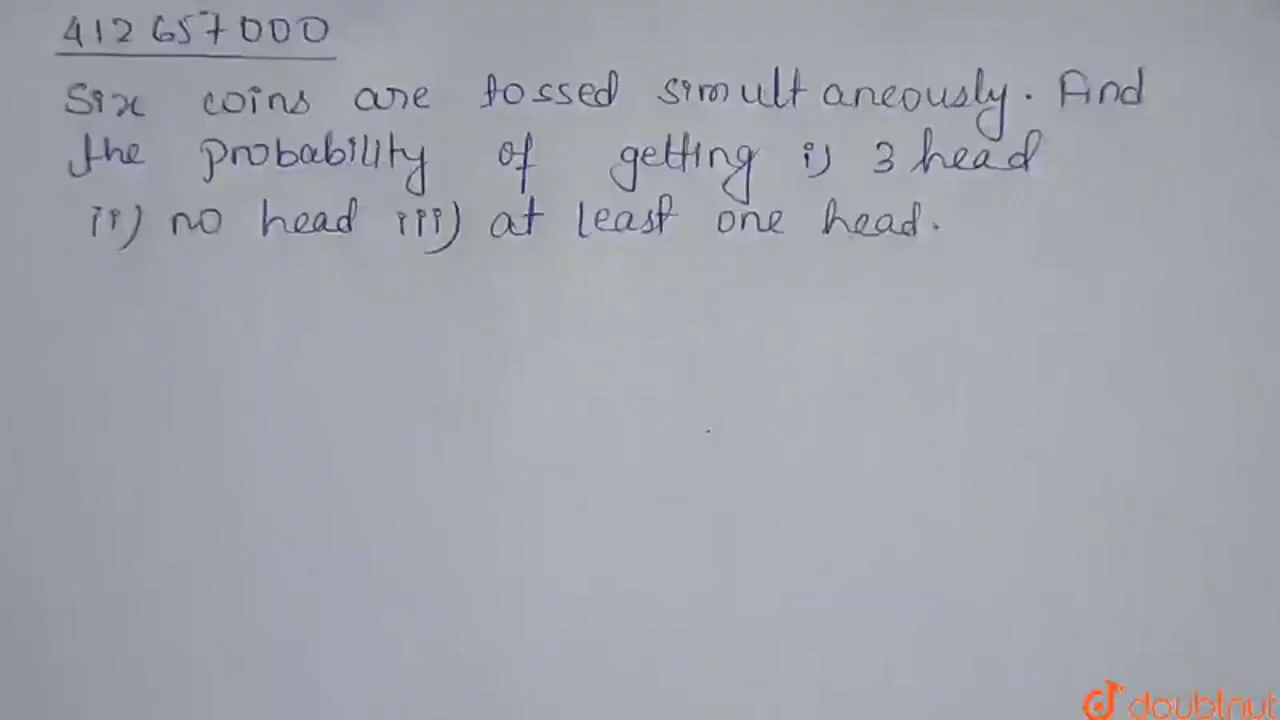 412657000
Six coins are tossed simultaneously. Find
the probability of getting i) 3 head
ii) no head iii) at least one head.
doubtnut